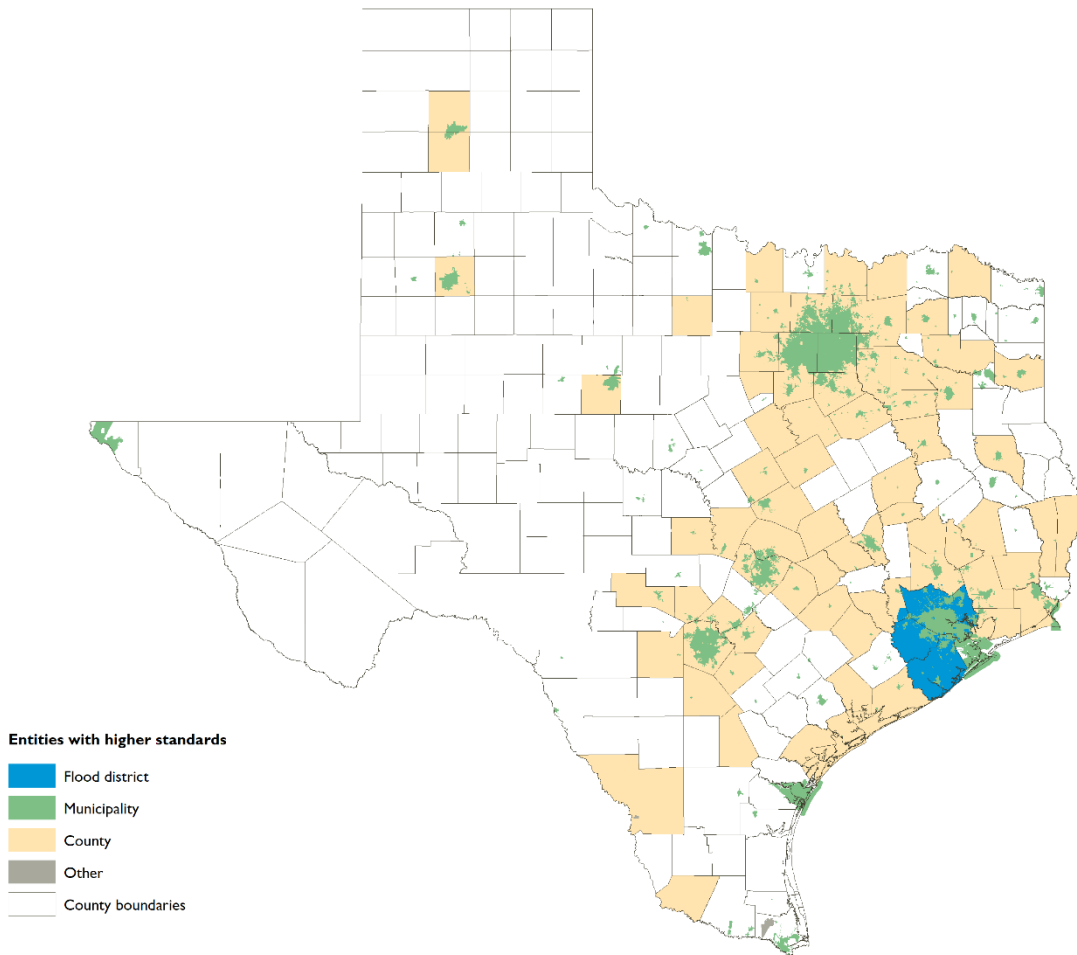 Entities with higher standards
Flood district
Municipality
County
Other
County boundaries